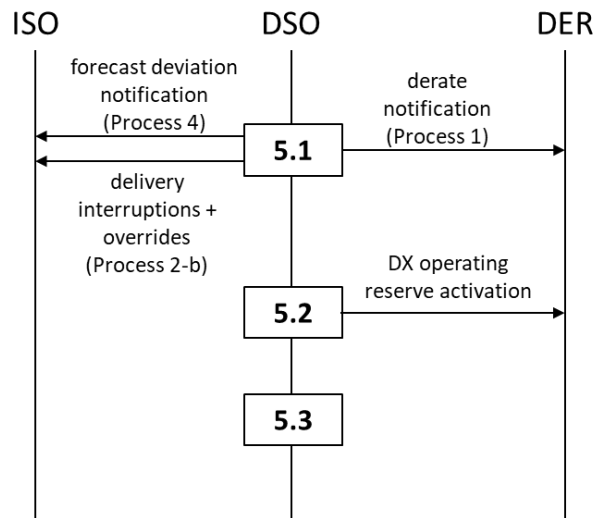 ISO
DSO
DER
forecast deviation
notification
(Process 4)
derate
notification
(Process 1)
5.1
delivery
interruptions +
overrides
(Process 2-b)
DX operating
reserve activation
5.2
5.3